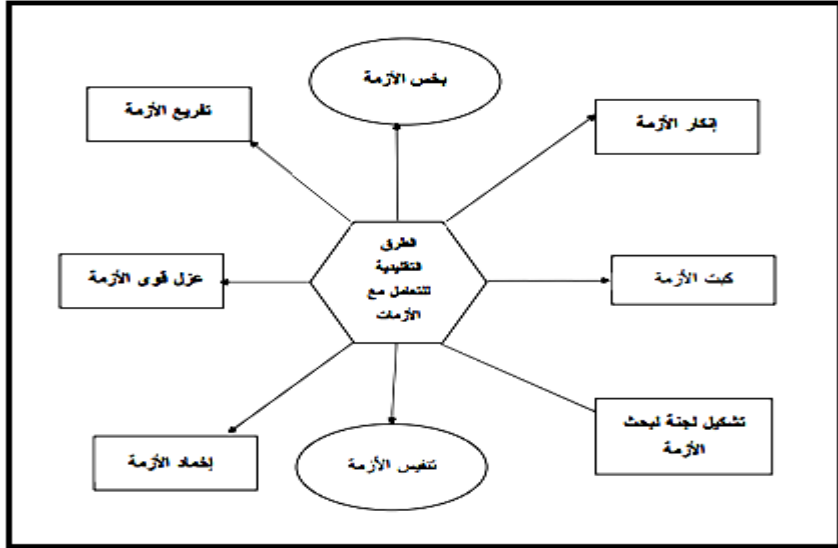 بخس الأزمة
إنكار الأزمة
تفريغ الأزمة
الطرق
التقليدية
للتعامل مع
الأزمات
كبت الأزمة
عزل قوى الأزمة
تشكيل لجنة لبحث
الأزمة
تنفيس الأزمة
إخماد الأزمة